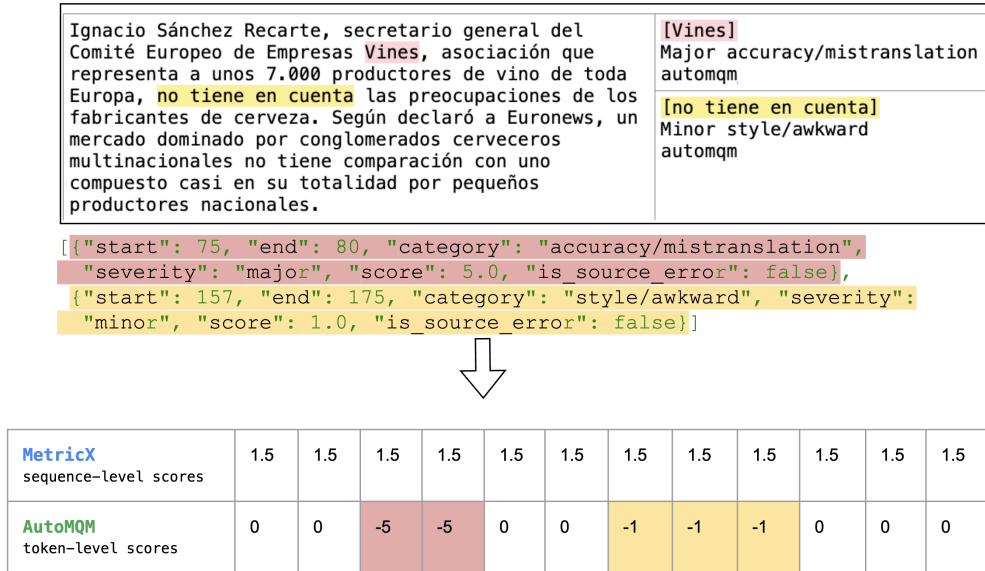 Ignacio Sánchez Recarte, secretario general del
Comité Europeo de Empresas Vines, asociación que
representa a unos 7.000 productores de vino de toda
Europa, no tiene en cuenta las preocupaciones de los
fabricantes de cerveza. Según declaró a Euronews, un
mercado dominado por conglomerados cerveceros
multinacionales no tiene comparación con uno
compuesto casi en su totalidad por pequeños
productores nacionales.
[Vines]
Major accuracy/mistranslation
automqm
[no tiene en cuenta]
Minor style/awkward
automqm
[{"start": 75, "end": 80, "category": "accuracy/mistranslation",
"severity": "major", "score": 5.0, "is_source_error": false},
{"start": 157, "end": 175, "category": "style/awkward", "severity":
"minor", "score": 1.0, "is_source_error": false}]
MetricX 1.5 1.5 1.5 1.5 1.5 1.5 1.5 1.5 1.5 1.5 1.5 1.5
sequence-level scores
AutoMQM 0 0 -5 -5 0 0 -1 -1 -1 0 0 0
token-level scores